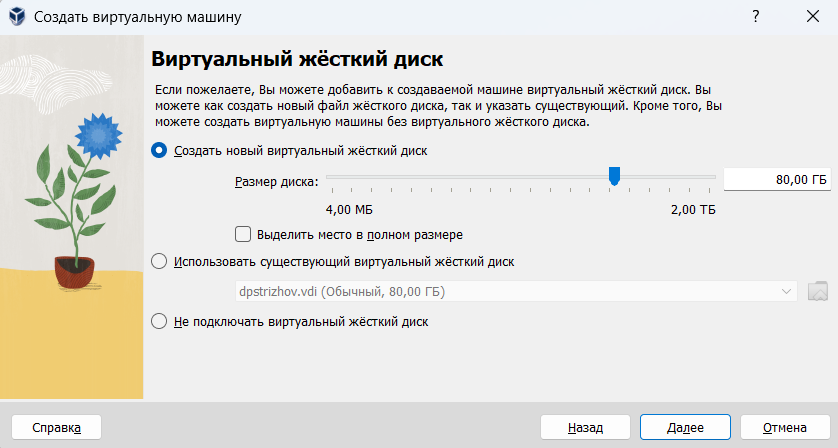 Создать виртуальную машину
Виртуальный жёсткий диск
Если пожелаете, Вы можете добавить к создаваемой машине виртуальный жёсткий диск. Вы
можете как создать новый файл жёсткого диска, так и указать существующий. Кроме того, Вы
можете создать виртуальную машины без виртуального жёсткого диска.
Создать новый виртуальный жёсткий диск
Размер диска:
80,00 ГБ
4,00 МБ
2,00 ТБ
Выделить место в полном размере
Использовать существующий виртуальный жёсткий диск
dpstrizhov.vdi (Обычный, 80,00 ГБ)
Не подключать виртуальный жёсткий диск
Справка
Назад
Далее
Отмена